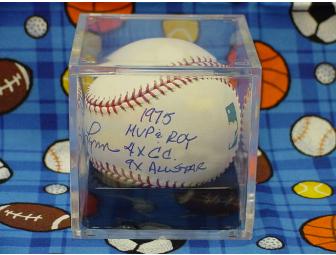 1975
MVP & ROY
Lynn 4X G.G.
9X ALL STAR